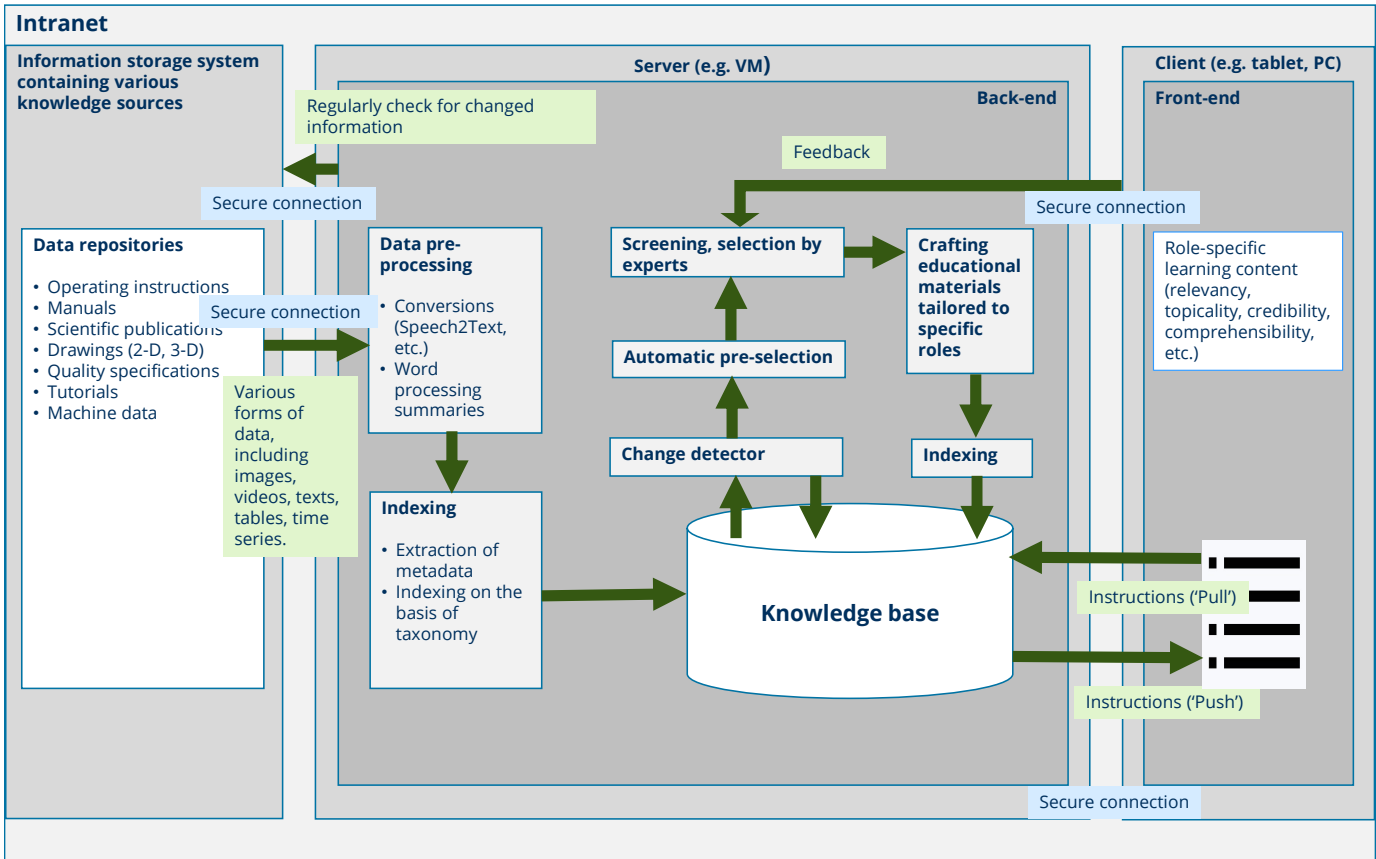 Intranet
Information storage system
containing various
knowledge sources
Server (e.g. VM)
Client (e.g. tablet, PC)
Back-end
Front-end
Regularly check for changed
information
Feedback
Secure connection
Secure connection
Data repositories
• Operating instructions
• Manuals
• Scientific publications
• Drawings (2-D, 3-D)
• Quality specifications
• Tutorials
• Machine data
Secure connection
Various
forms of
data,
including
images,
videos, texts,
tables, time
series.
Data pre-
processing
• Conversions
(Speech2Text,
etc.)
• Word
processing
summaries
Indexing
• Extraction of
metadata
• Indexing on the
basis of
taxonomy
Screening, selection by
experts
Automatic pre-selection
Change detector
Crafting
educational
materials
tailored to
specific
roles
Indexing
Knowledge base
Role-specific
learning content
(relevancy,
topicality, credibility,
comprehensibility,
etc.)
Instructions (‘Pull’)
Instructions (‘Push’)
Secure connection